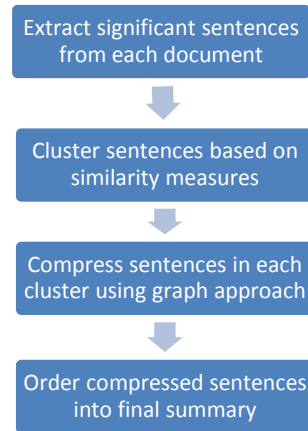 Extract significant sentences
from each document
Cluster sentences based on
similarity measures
Compress sentences in each
cluster using graph approach
Order compressed sentences
into final summary